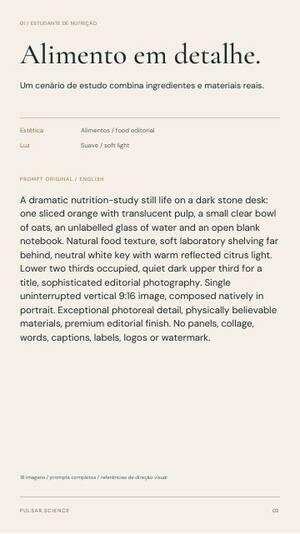 01 / ESTUDANTE DE NUTRIÇÃO
Alimento em detalhe.
Um cenário de estudo combina ingredientes e materiais reais.
Estética Alimentos / food editorial
Luz Suave / soft light
PROMPT ORIGINAL / ENGLISH
A dramatic nutrition-study still life on a dark stone desk:
one sliced orange with translucent pulp, a small clear bowl
of oats, an unlabelled glass of water and an open blank
notebook. Natural food texture, soft laboratory shelving far
behind, neutral white key with warm reflected citrus light.
Lower two thirds occupied, quiet dark upper third for a
title, sophisticated editorial photography. Single
uninterrupted vertical 9:16 image, composed natively in
portrait. Exceptional photoreal detail, physically believable
materials, premium editorial finish. No panels, collage,
words, captions, labels, logos or watermark.
18 imagens / prompts completos / referências de direção visual
PULSAR.SCIENCE